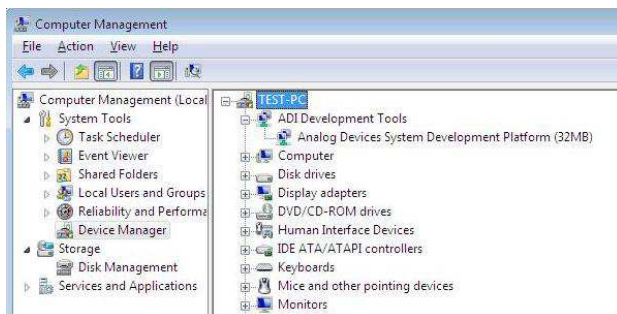 Computer Management
File Action View Help
Computer Management (Local
System Tools
Task Scheduler
Event Viewer
Shared Folders
Local Users and Groups
Reliability and Performa
Device Manager
Storage
Disk Management
Services and Applications
TEST-PC
ADI Development Tools
Analog Devices System Development Platform (32MB)
Computer
Disk drives
Display adapters
DVD/CD-ROM drives
Human Interface Devices
IDE ATA/ATAPI controllers
Keyboards
Mice and other pointing devices
Monitors